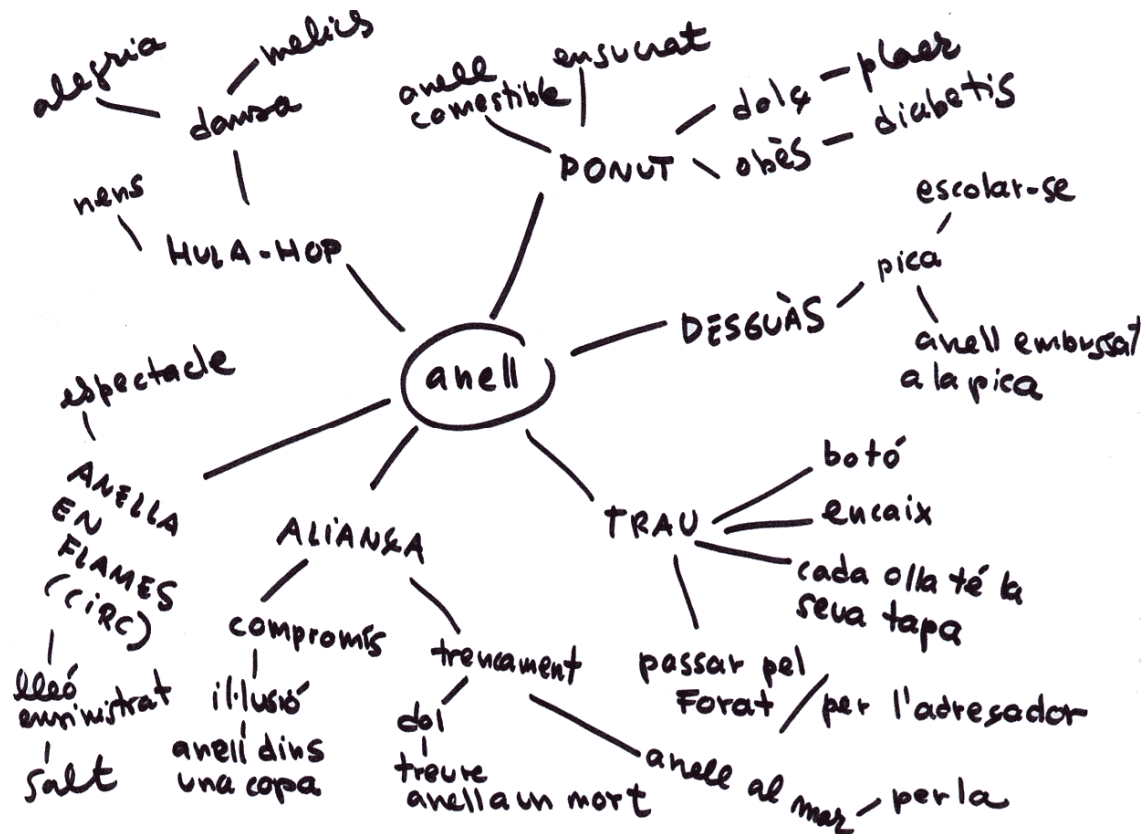 alegria
melics
dansa
nens
HULA-HOP
anell
comestible
ensucrat
DONUT
dolç
plaer
obès
diabetis
escolar-se
pica
DESGUÀS
anell embussat
a la pica
anell
espectacle
ANELLA
EN
FLAMES
(CIRC)
lleó
ensinistrat
salt
ALIANÇA
compromís
il·lusió
anell dins
una copa
trencament
dol
treure
anell a un mort
anell al mar
perla
TRAU
botó
encaix
cada olla té la
seva tapa
passar pel
Forat / per l'adreçador